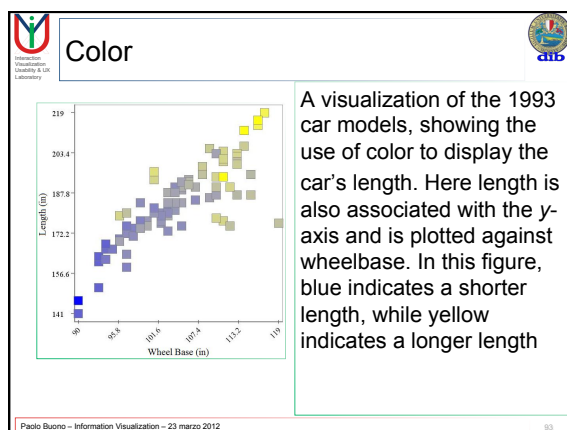 Interaction
Visualization
Usability & UX
Laboratory
Color
dib
219
203.4
187.8
172.2
156.6
141
Length (in)
90
95.8
101.6
107.4
113.2
119
Wheel Base (in)
A visualization of the 1993
car models, showing the
use of color to display the
car’s length. Here length is
also associated with the y-
axis and is plotted against
wheelbase. In this figure,
blue indicates a shorter
length, while yellow
indicates a longer length
Paolo Buono – Information Visualization – 23 marzo 2012
93